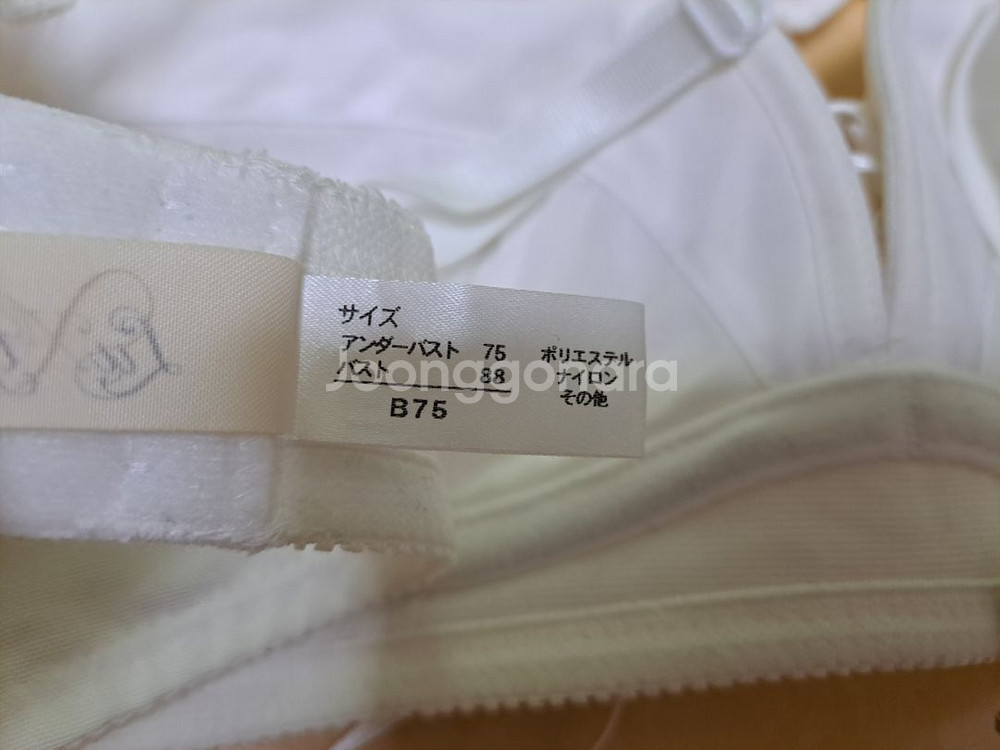 サイズ
アンダーバスト 75
バスト 88
B75
ポリエステル
ナイロン
その他
Joonggonara